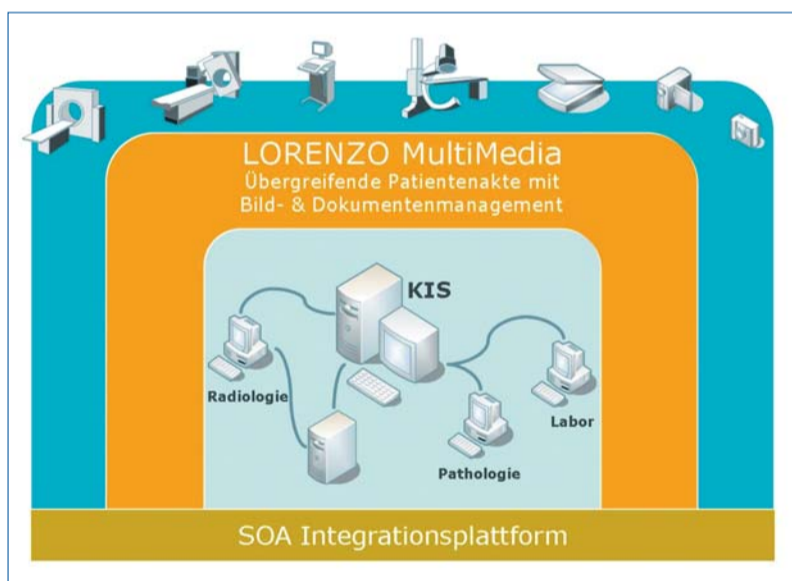 LORENZO MultiMedia
Übergreifende Patientenakte mit
Bild- & Dokumentenmanagement
KIS
Radiologie
Labor
Pathologie
SOA Integrationsplattform